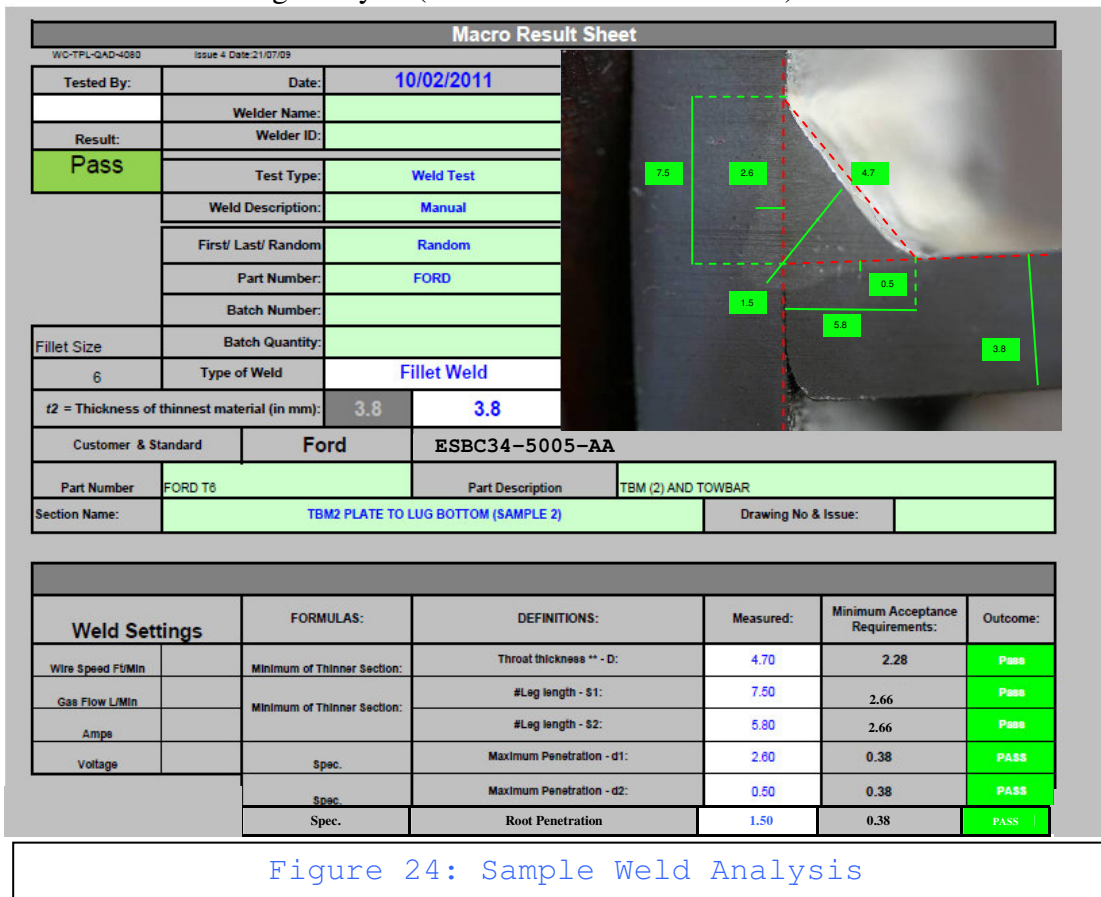 Macro Result Sheet
WC-TPL-QAD-4080 Issue 4 Date:21/07/09
Tested By: Date: 10/02/2011
Welder Name:
Result: Welder ID:
Pass
Test Type: Weld Test
Weld Description: Manual
First/ Last/ Random Random
Part Number: FORD
Batch Number:
Fillet Size Batch Quantity:
6 Type of Weld Fillet Weld
t2 = Thickness of thinnest material (in mm): 3.8 3.8
7.5 2.6 4.7
0.5
1.5
5.8
3.8
Customer & Standard Ford ESBC34-5005-AA
Part Number FORD T6 Part Description TBM (2) AND TOWBAR
Section Name: TBM2 PLATE TO LUG BOTTOM (SAMPLE 2) Drawing No & Issue:
Weld Settings FORMULAS: DEFINITIONS: Measured: Minimum Acceptance Requirements: Outcome:
Wire Speed Ft/Min Minimum of Thinner Section: Throat thickness ** - D: 4.70 2.28 Pass
Gas Flow L/Min Minimum of Thinner Section: #Leg length - S1: 7.50 2.66 Pass
Amps #Leg length - S2: 5.80 2.66 Pass
Voltage Spec. Maximum Penetration - d1: 2.60 0.38 PASS
Spec. Maximum Penetration - d2: 0.50 0.38 PASS
Spec. Root Penetration 1.50 0.38 PASS
Figure 24: Sample Weld Analysis